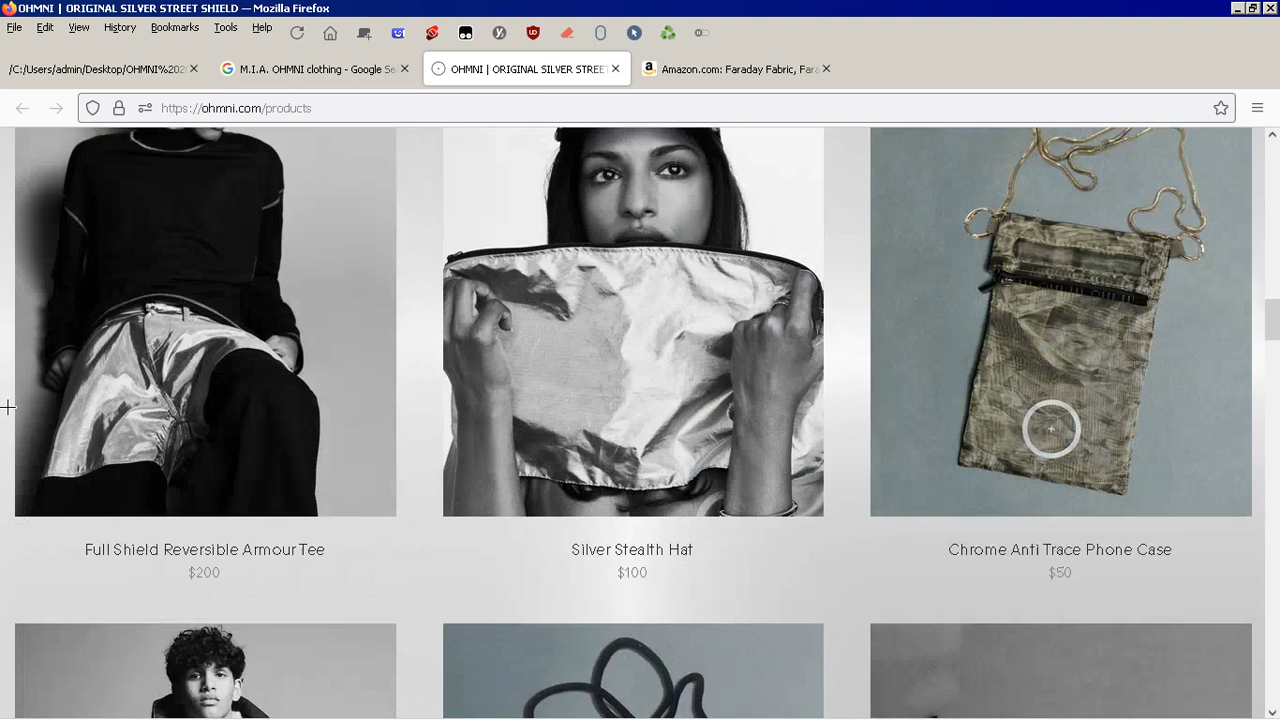 OHMNI | ORIGINAL SILVER STREET SHIELD — Mozilla Firefox
File Edit View History Bookmarks Tools Help
/C:/Users/admin/Desktop/OHMNI%20
M.I.A. OHMNI clothing - Google Se
OHMNI | ORIGINAL SILVER STREET
Amazon.com: Faraday Fabric, Fara
https://ohmni.com/products
Full Shield Reversible Armour Tee
$200
Silver Stealth Hat
$100
Chrome Anti Trace Phone Case
$50